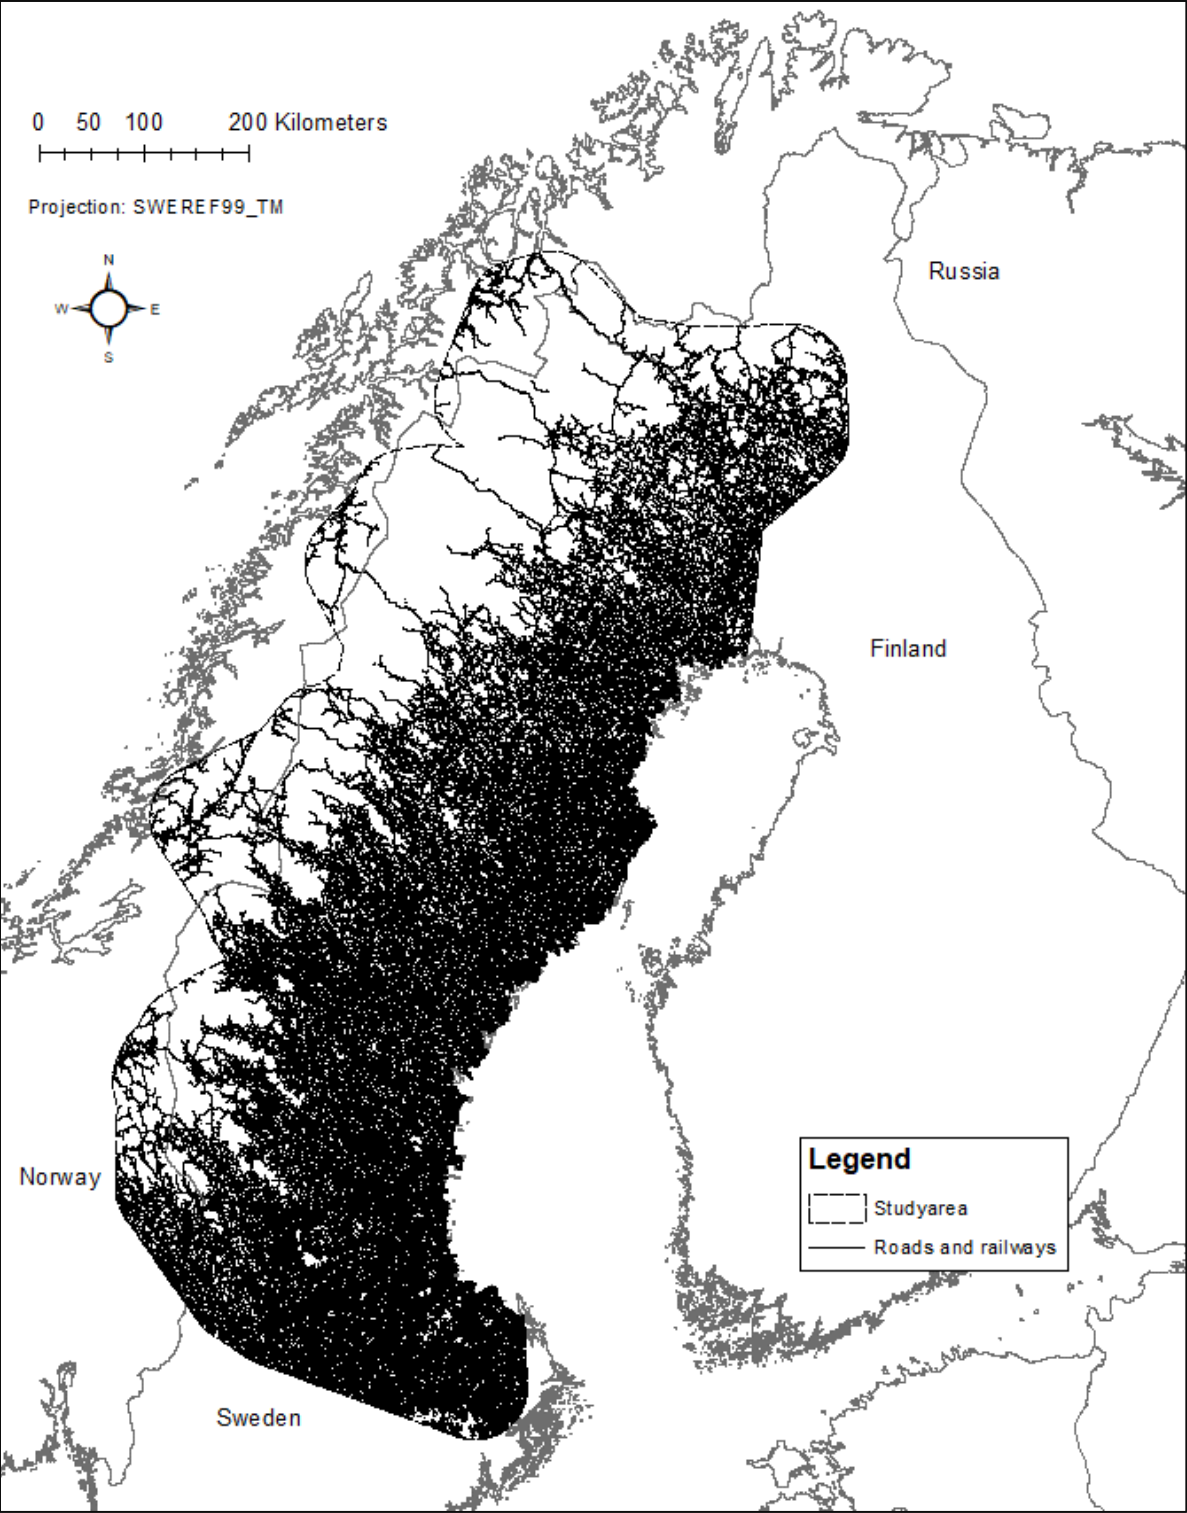 0 50 100 200 Kilometers
Projection: SWEREF99_TM
N
W E
S
Russia
Finland
Norway
Sweden
Legend
Studyarea
Roads and railways